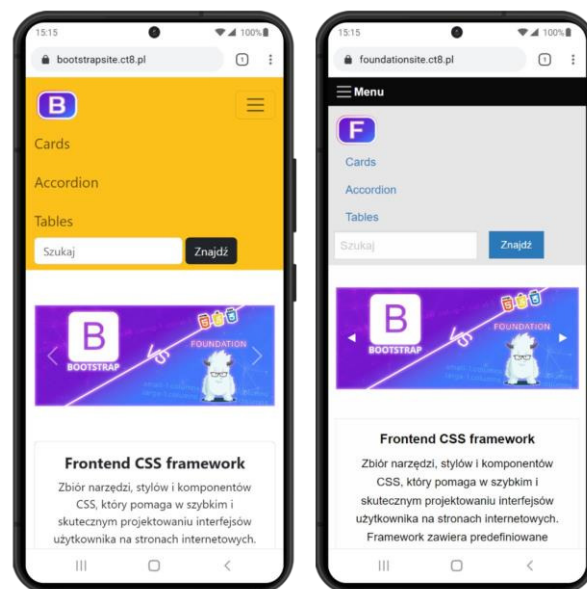 15:15
100%
bootstrapsite.ct8.pl
1
B
Cards
Accordion
Tables
Szukaj
Znajdź
B
BOOTSTRAP
VS
FOUNDATION
Frontend CSS framework
Zbiór narzędzi, stylów i komponentów
CSS, który pomaga w szybkim i
skutecznym projektowaniu interfejsów
użytkownika na stronach internetowych.
15:15
100%
foundationsite.ct8.pl
1
Menu
F
Cards
Accordion
Tables
Szukaj
Znajdź
B
BOOTSTRAP
VS
FOUNDATION
Frontend CSS framework
Zbiór narzędzi, stylów i komponentów
CSS, który pomaga w szybkim i
skutecznym projektowaniu interfejsów
użytkownika na stronach internetowych.
Framework zawiera predefiniowane